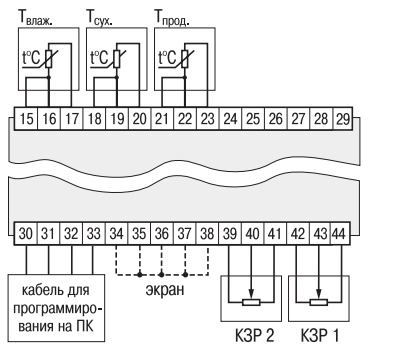 Tвлаж. Tсух. Tпрод.
t°C t°C t°C
15 16 17 18 19 20 21 22 23 24 25 26 27 28 29
30 31 32 33 34 35 36 37 38 39 40 41 42 43 44
кабель для
программиро-
вания на ПК
экран
КЗР 2 КЗР 1